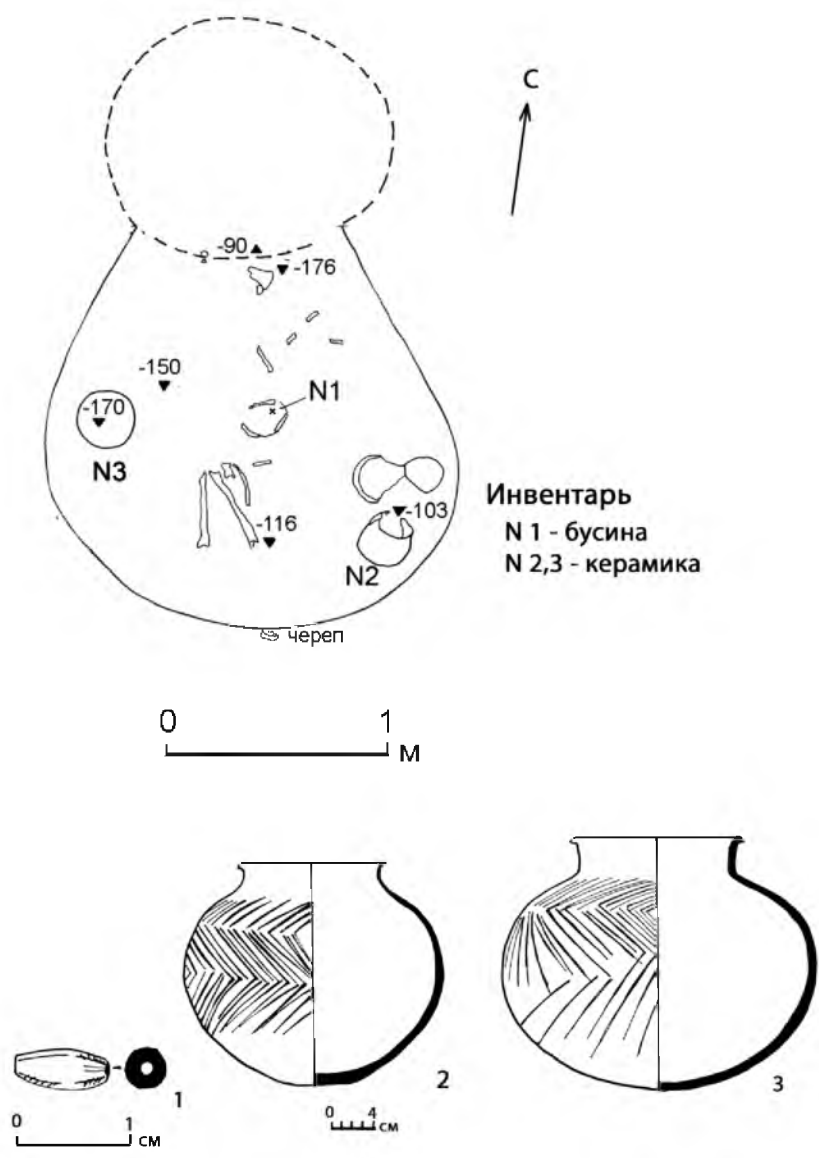 С
-90
-176
-150
N1
-170
N3
-103
-116
N2
Инвентарь
N 1 - бусина
N 2,3 - керамика
череп
0 1
М
1
2
3
0 1
см
0 4
см